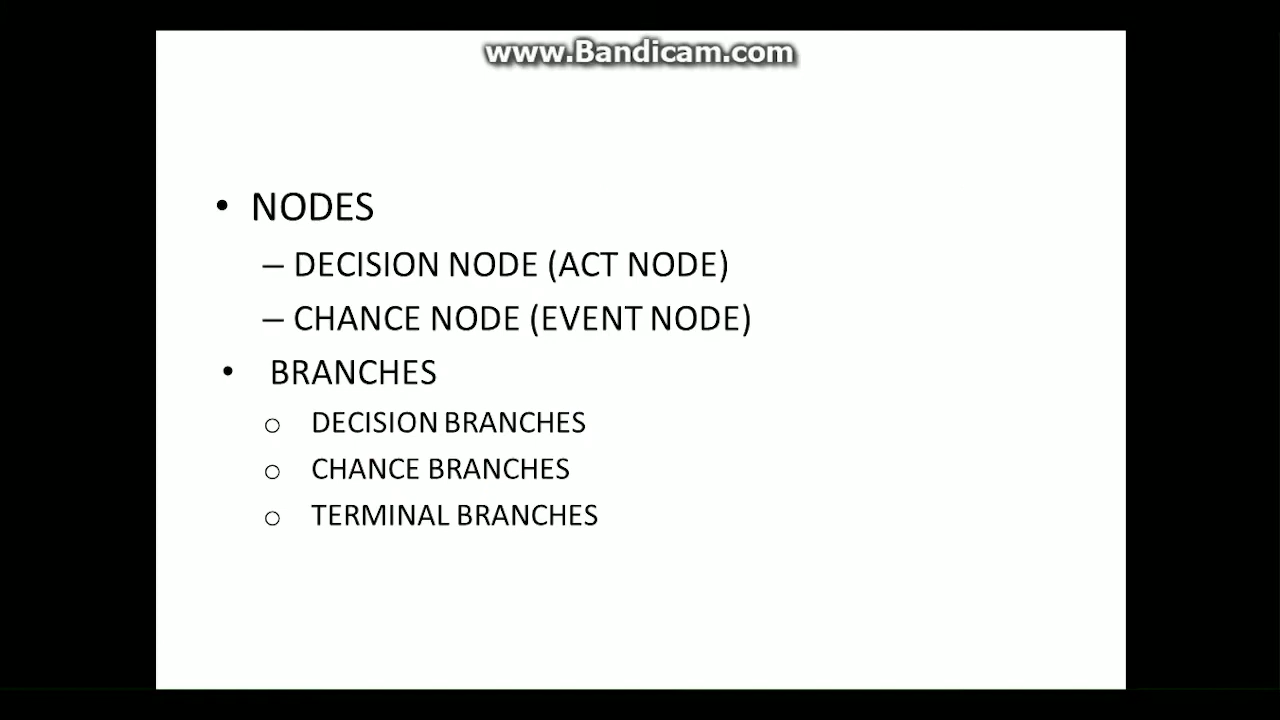 www.Bandicam.com
• NODES
– DECISION NODE (ACT NODE)
– CHANCE NODE (EVENT NODE)
• BRANCHES
o DECISION BRANCHES
o CHANCE BRANCHES
o TERMINAL BRANCHES